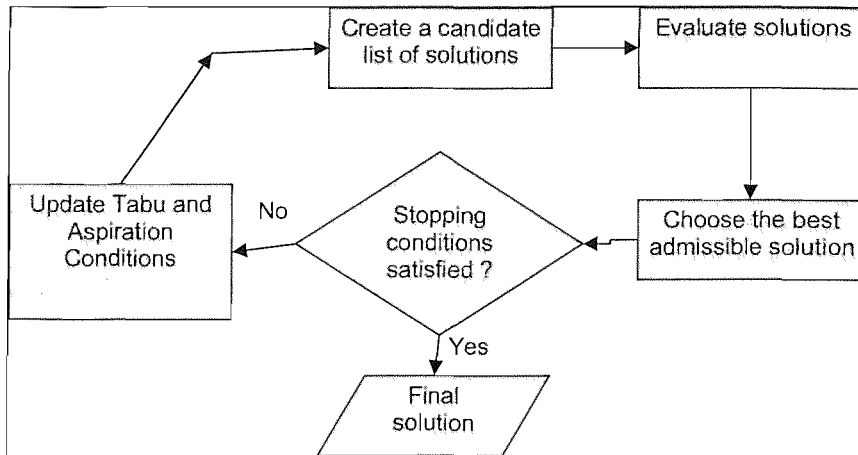 Create a candidate
list of solutions
Evaluate solutions
Update Tabu and
Aspiration
Conditions
No
Stopping
conditions
satisfied ?
Choose the best
admissible solution
Yes
Final
solution